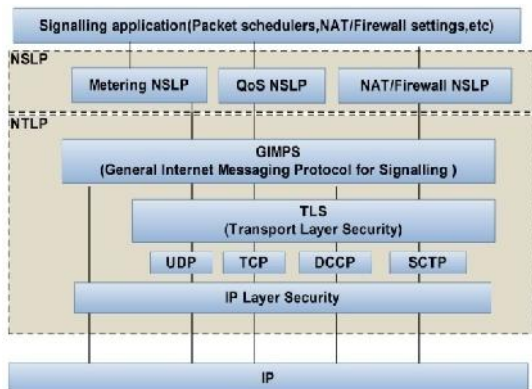 Signalling application(Packet schedulers,NAT/Firewall settings,etc)
NSLP
Metering NSLP
QoS NSLP
NAT/Firewall NSLP
NTLP
GIMPS
(General Internet Messaging Protocol for Signalling )
TLS
(Transport Layer Security)
UDP
TCP
DCCP
SCTP
IP Layer Security
IP